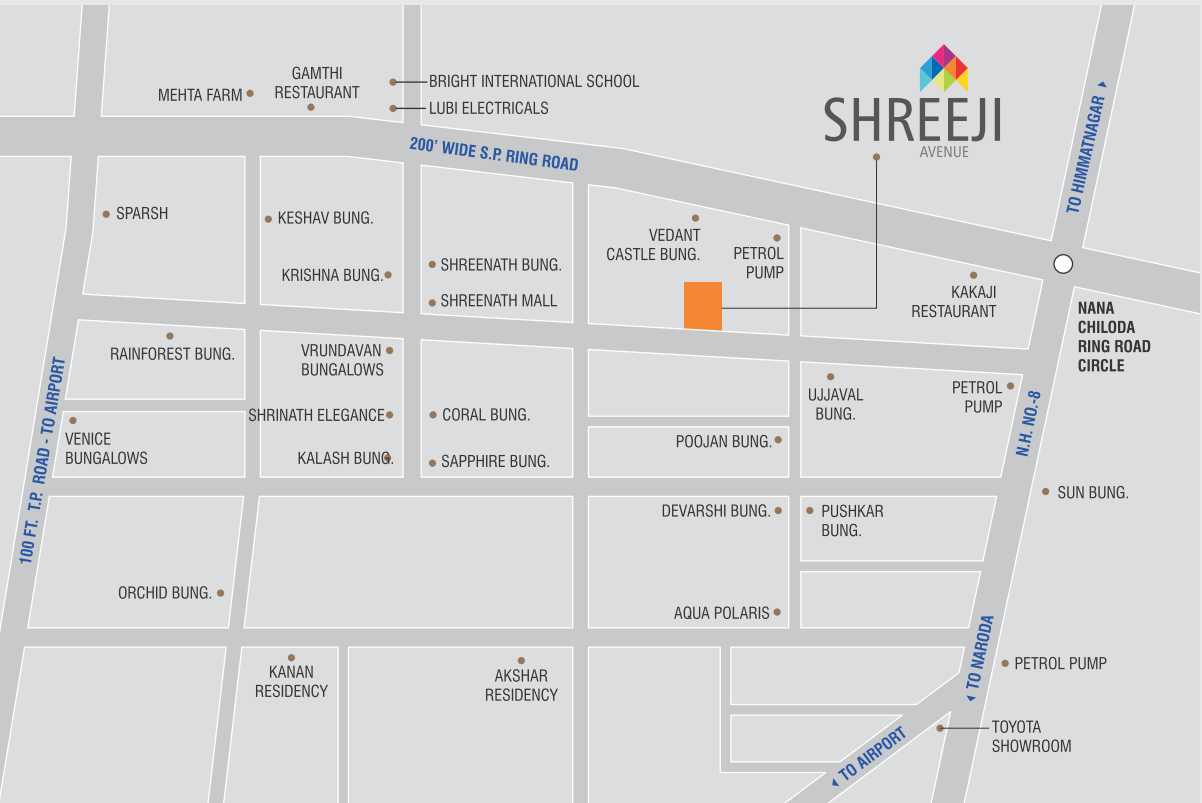 GAMTHI
RESTAURANT
MEHTA FARM
BRIGHT INTERNATIONAL SCHOOL
LUBI ELECTRICALS
SHREEJI
AVENUE
200' WIDE S.P. RING ROAD
TO HIMMATNAGAR
SPARSH
KESHAV BUNG.
KRISHNA BUNG.
SHREENATH BUNG.
SHREENATH MALL
VEDANT
CASTLE BUNG.
PETROL
PUMP
KAKAJI
RESTAURANT
NANA
CHILODA
RING ROAD
CIRCLE
RAINFOREST BUNG.
VRUNDAVAN
BUNGALOWS
SHRINATH ELEGANCE
KALASH BUNG.
CORAL BUNG.
SAPPHIRE BUNG.
UJJAVAL
BUNG.
PETROL
PUMP
N.H. NO.-8
100 FT. T.P. ROAD - TO AIRPORT
VENICE
BUNGALOWS
POOJAN BUNG.
DEVARSHI BUNG.
PUSHKAR
BUNG.
SUN BUNG.
ORCHID BUNG.
AQUA POLARIS
KANAN
RESIDENCY
AKSHAR
RESIDENCY
TO NARODA
PETROL PUMP
TOYOTA
SHOWROOM
TO AIRPORT